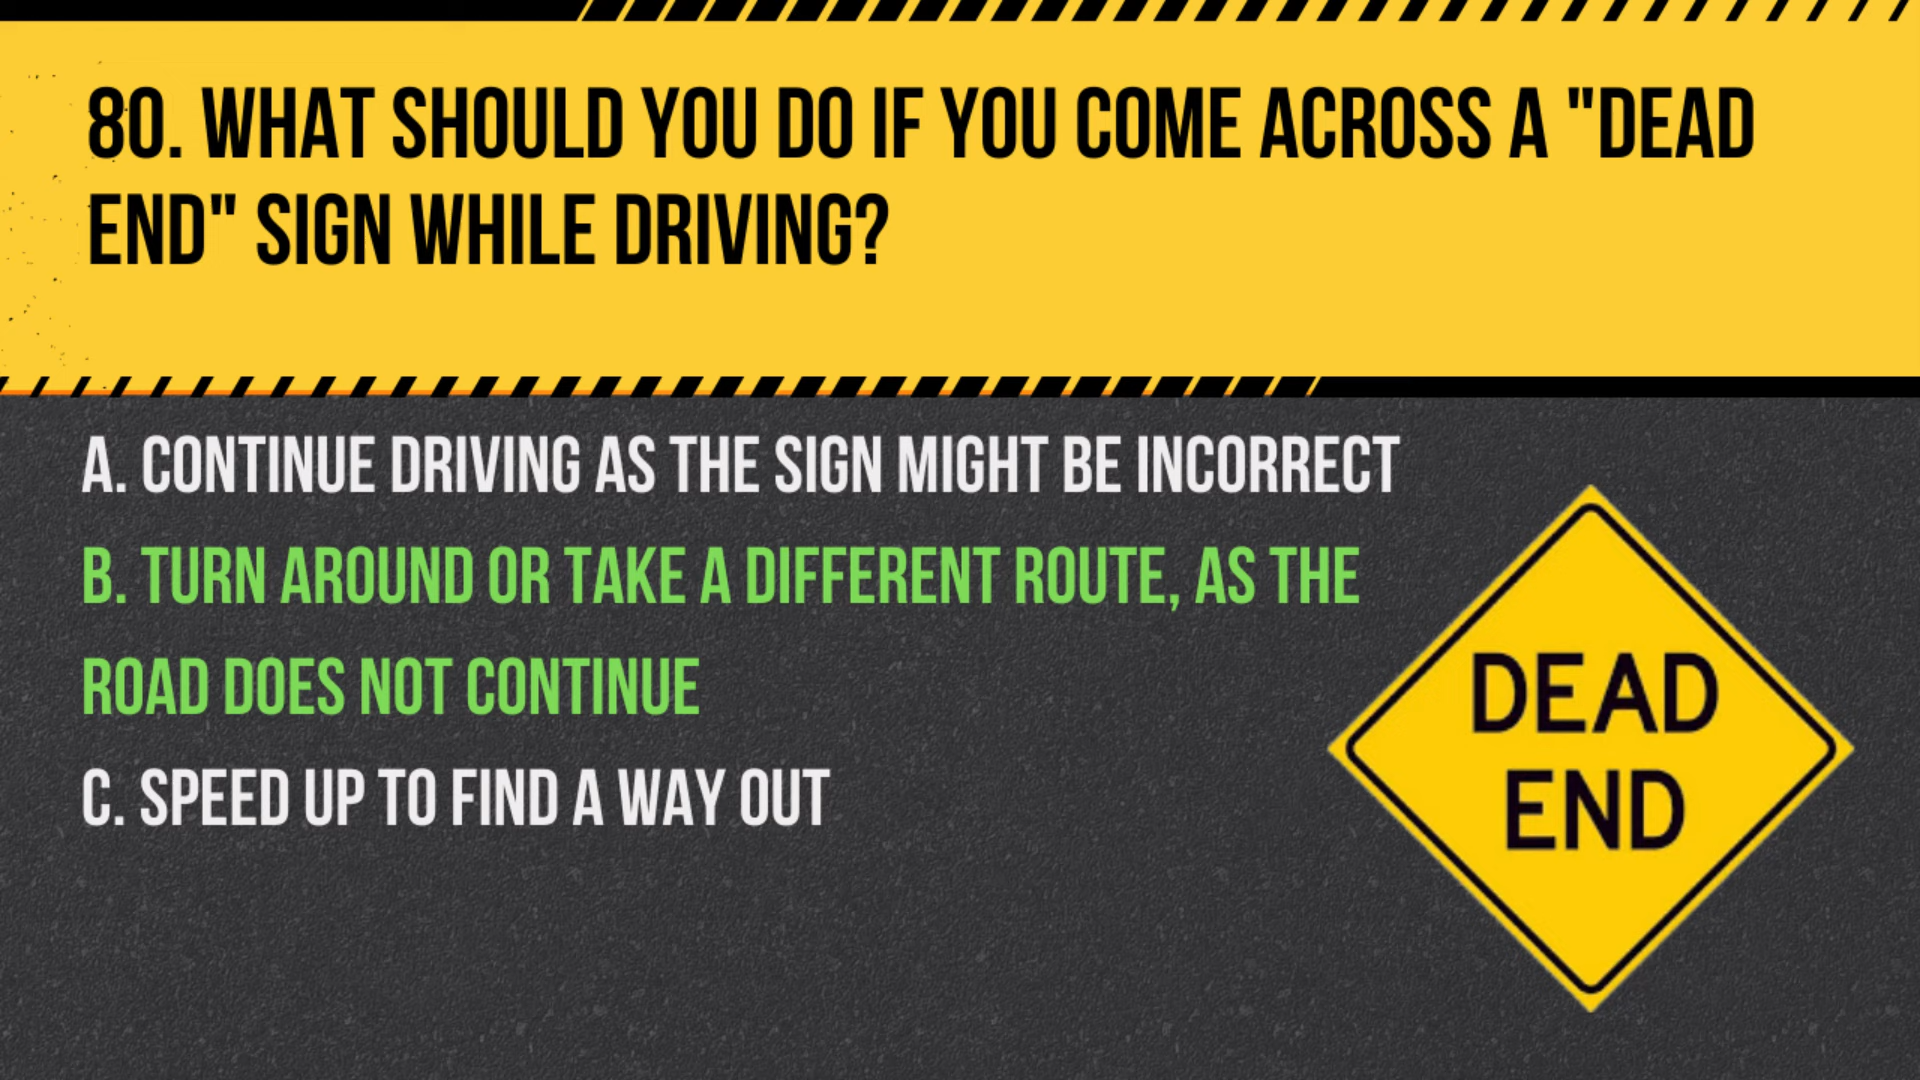 80. WHAT SHOULD YOU DO IF YOU COME ACROSS A "DEAD
END" SIGN WHILE DRIVING?
A. CONTINUE DRIVING AS THE SIGN MIGHT BE INCORRECT
B. TURN AROUND OR TAKE A DIFFERENT ROUTE, AS THE
ROAD DOES NOT CONTINUE
C. SPEED UP TO FIND A WAY OUT
DEAD
END